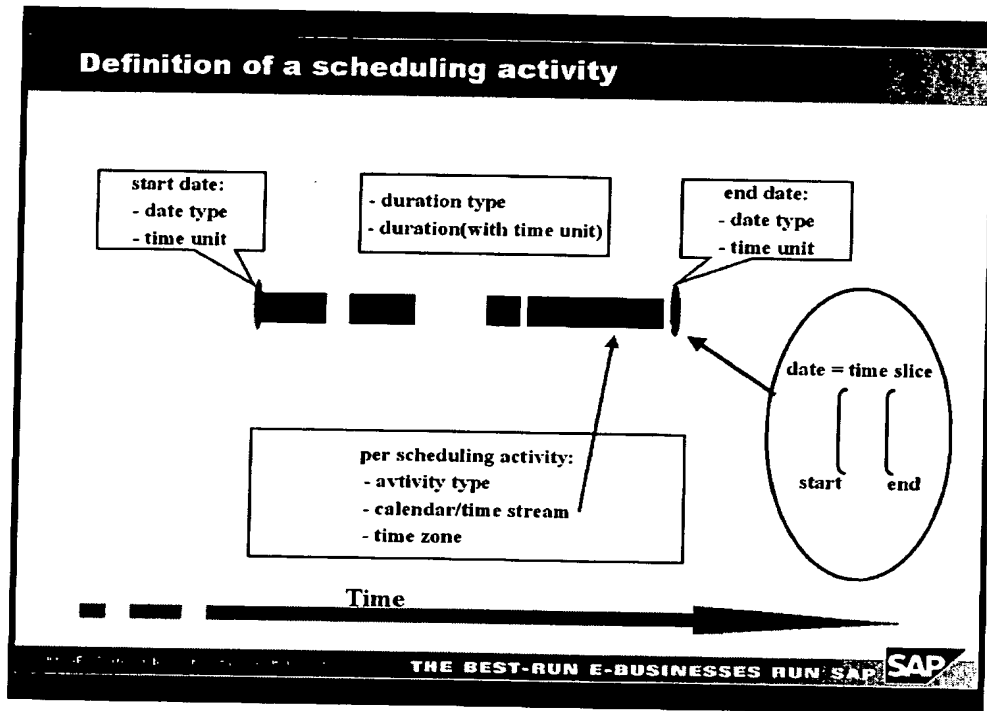 Definition of a scheduling activity
start date:
- date type
- time unit
- duration type
- duration(with time unit)
end date:
- date type
- time unit
date = time slice
start end
per scheduling activity:
- avtivity type
- calendar/time stream
- time zone
Time
THE BEST-RUN E-BUSINESSES RUN SAP
SAP